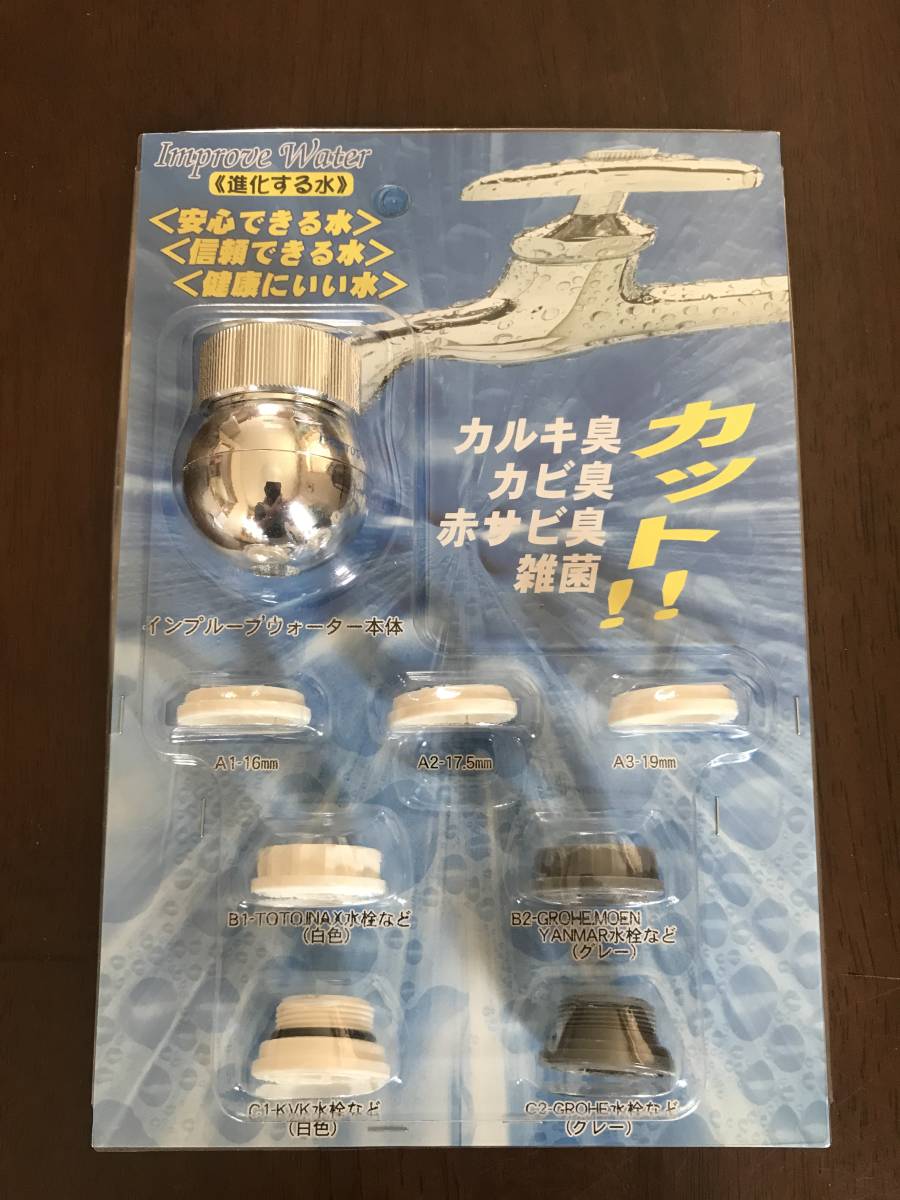 Improve Water
《進化する水》
<安心できる水>
<信頼できる水>
<健康にいい水>
カルキ臭
カビ臭
赤サビ臭
雑菌
カット!!
インプルーブウォーター本体
A1-16mm
A2-17.5mm
A3-19mm
B1-TOTO.INAX水栓など
(白色)
B2-GROHE.MOEN
YANMAR水栓など
(グレー)
C1-KVK水栓など
(白色)
C2-GROHE水栓など
(グレー)